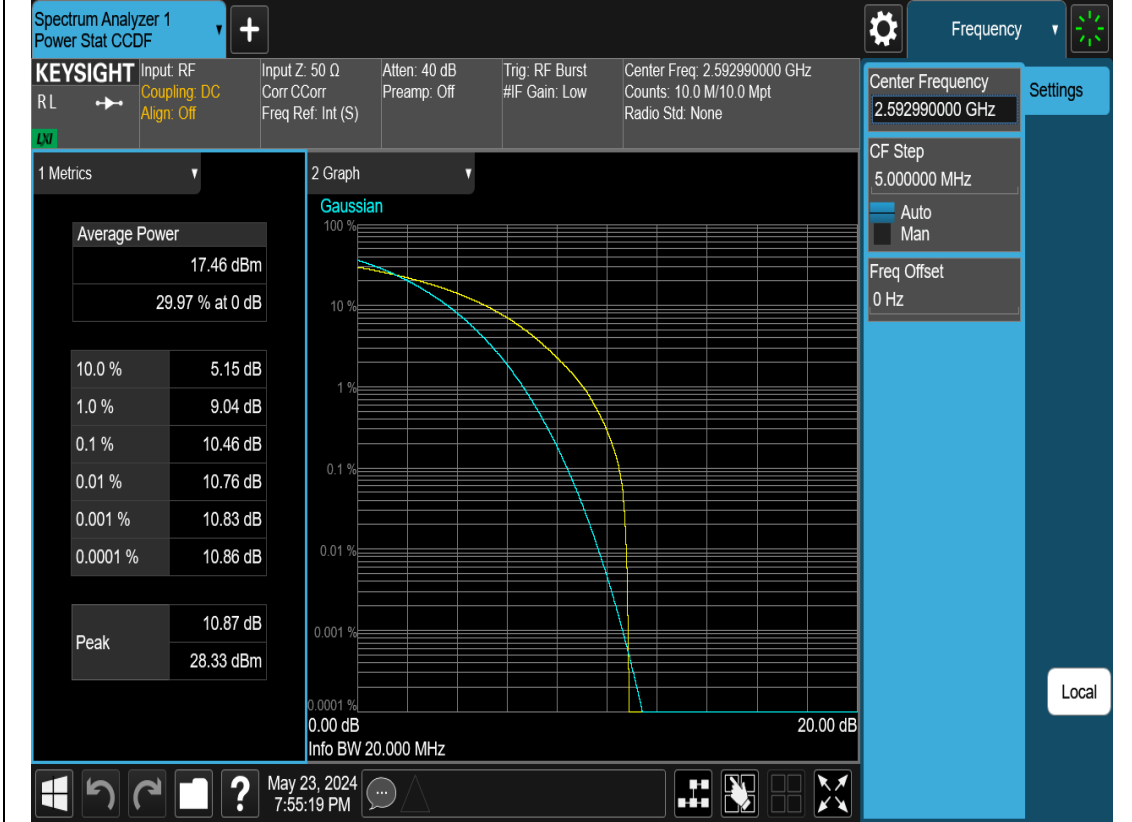 Spectrum Analyzer 1
Power Stat CCDF
+
Frequency
KEYSIGHT
RL
LXI
Input: RF
Coupling: DC
Align: Off
Input Z: 50 Ω
Corr CCorr
Freq Ref: Int (S)
Atten: 40 dB
Preamp: Off
Trig: RF Burst
#IF Gain: Low
Center Freq: 2.592990000 GHz
Counts: 10.0 M/10.0 Mpt
Radio Std: None
Center Frequency
2.592990000 GHz
Settings
CF Step
5.000000 MHz
Auto
Man
Freq Offset
0 Hz
1 Metrics
Average Power
17.46 dBm
29.97 % at 0 dB
10.0 % 5.15 dB
1.0 % 9.04 dB
0.1 % 10.46 dB
0.01 % 10.76 dB
0.001 % 10.83 dB
0.0001 % 10.86 dB
Peak
10.87 dB
28.33 dBm
2 Graph
Gaussian
100 %
10 %
1 %
0.1 %
0.01 %
0.001 %
0.0001 %
0.00 dB 20.00 dB
Info BW 20.000 MHz
Local
?
May 23, 2024
7:55:19 PM